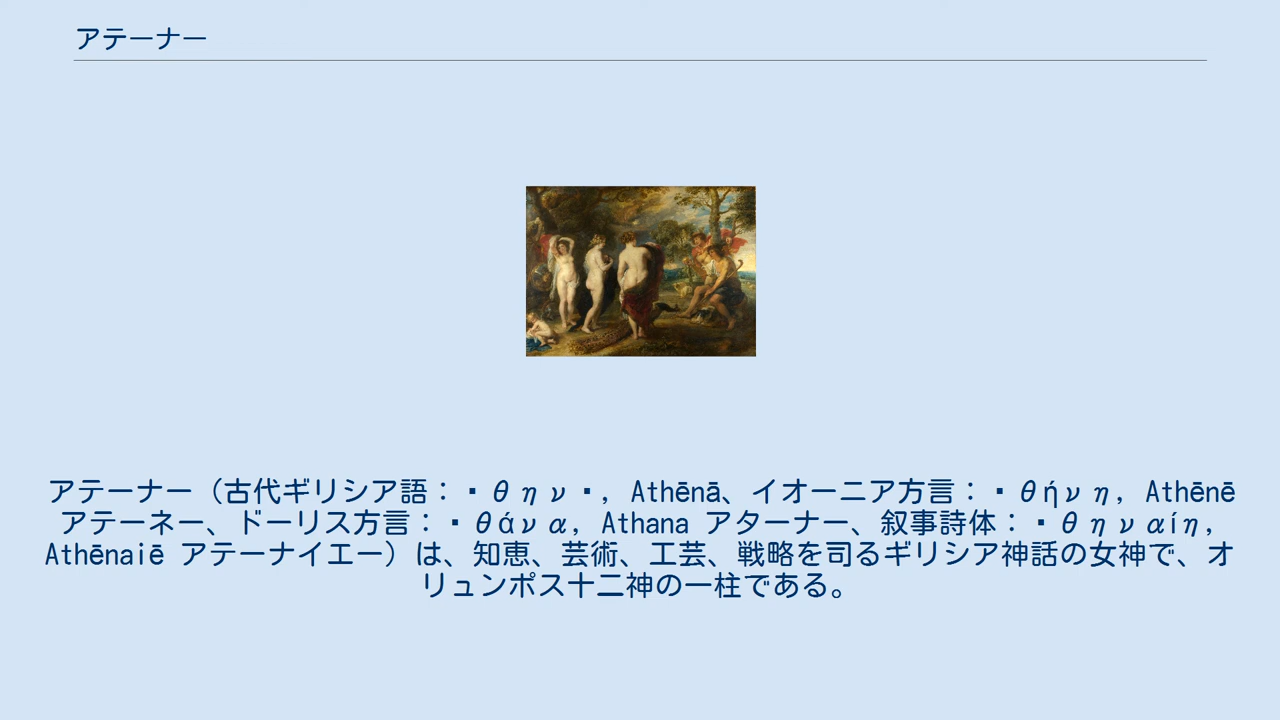 アテーナー
アテーナー（古代ギリシア語：▪θην▪, Athēnā、イオーニア方言：▪θήνη, Athēnē
アテーネー、ドーリス方言：▪θάνα, Athana アターナー、叙事詩体：▪θηναίη,
Athēnaiē アテーナイエー）は、知恵、芸術、工芸、戦略を司るギリシア神話の女神で、オ
リュンポス十二神の一柱である。